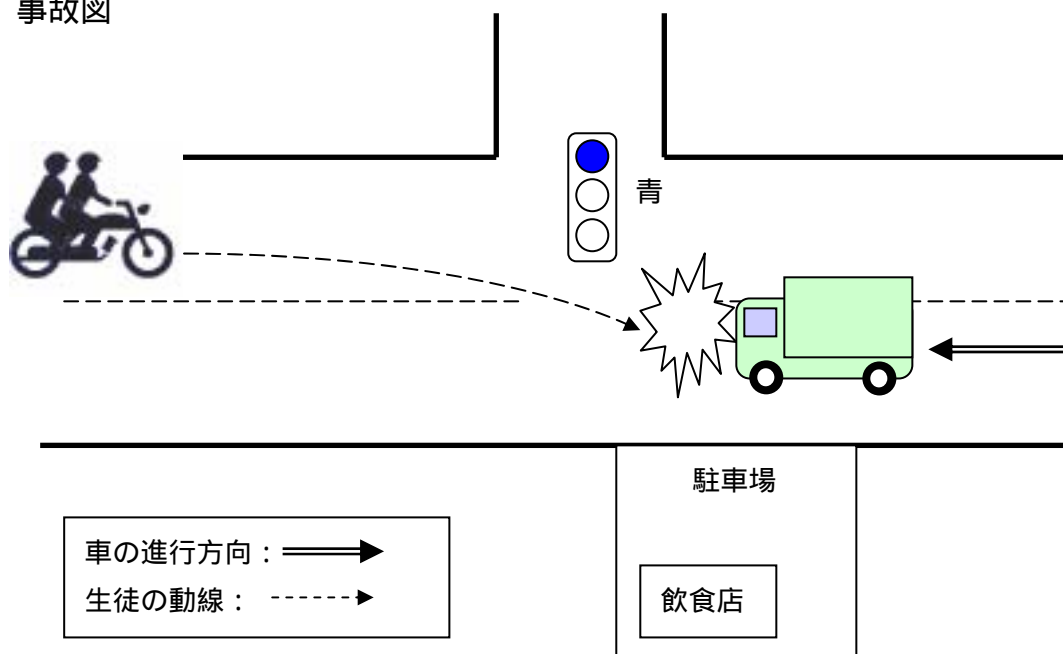 事故図
青
駐車場
車の進行方向：
生徒の動線：
飲食店